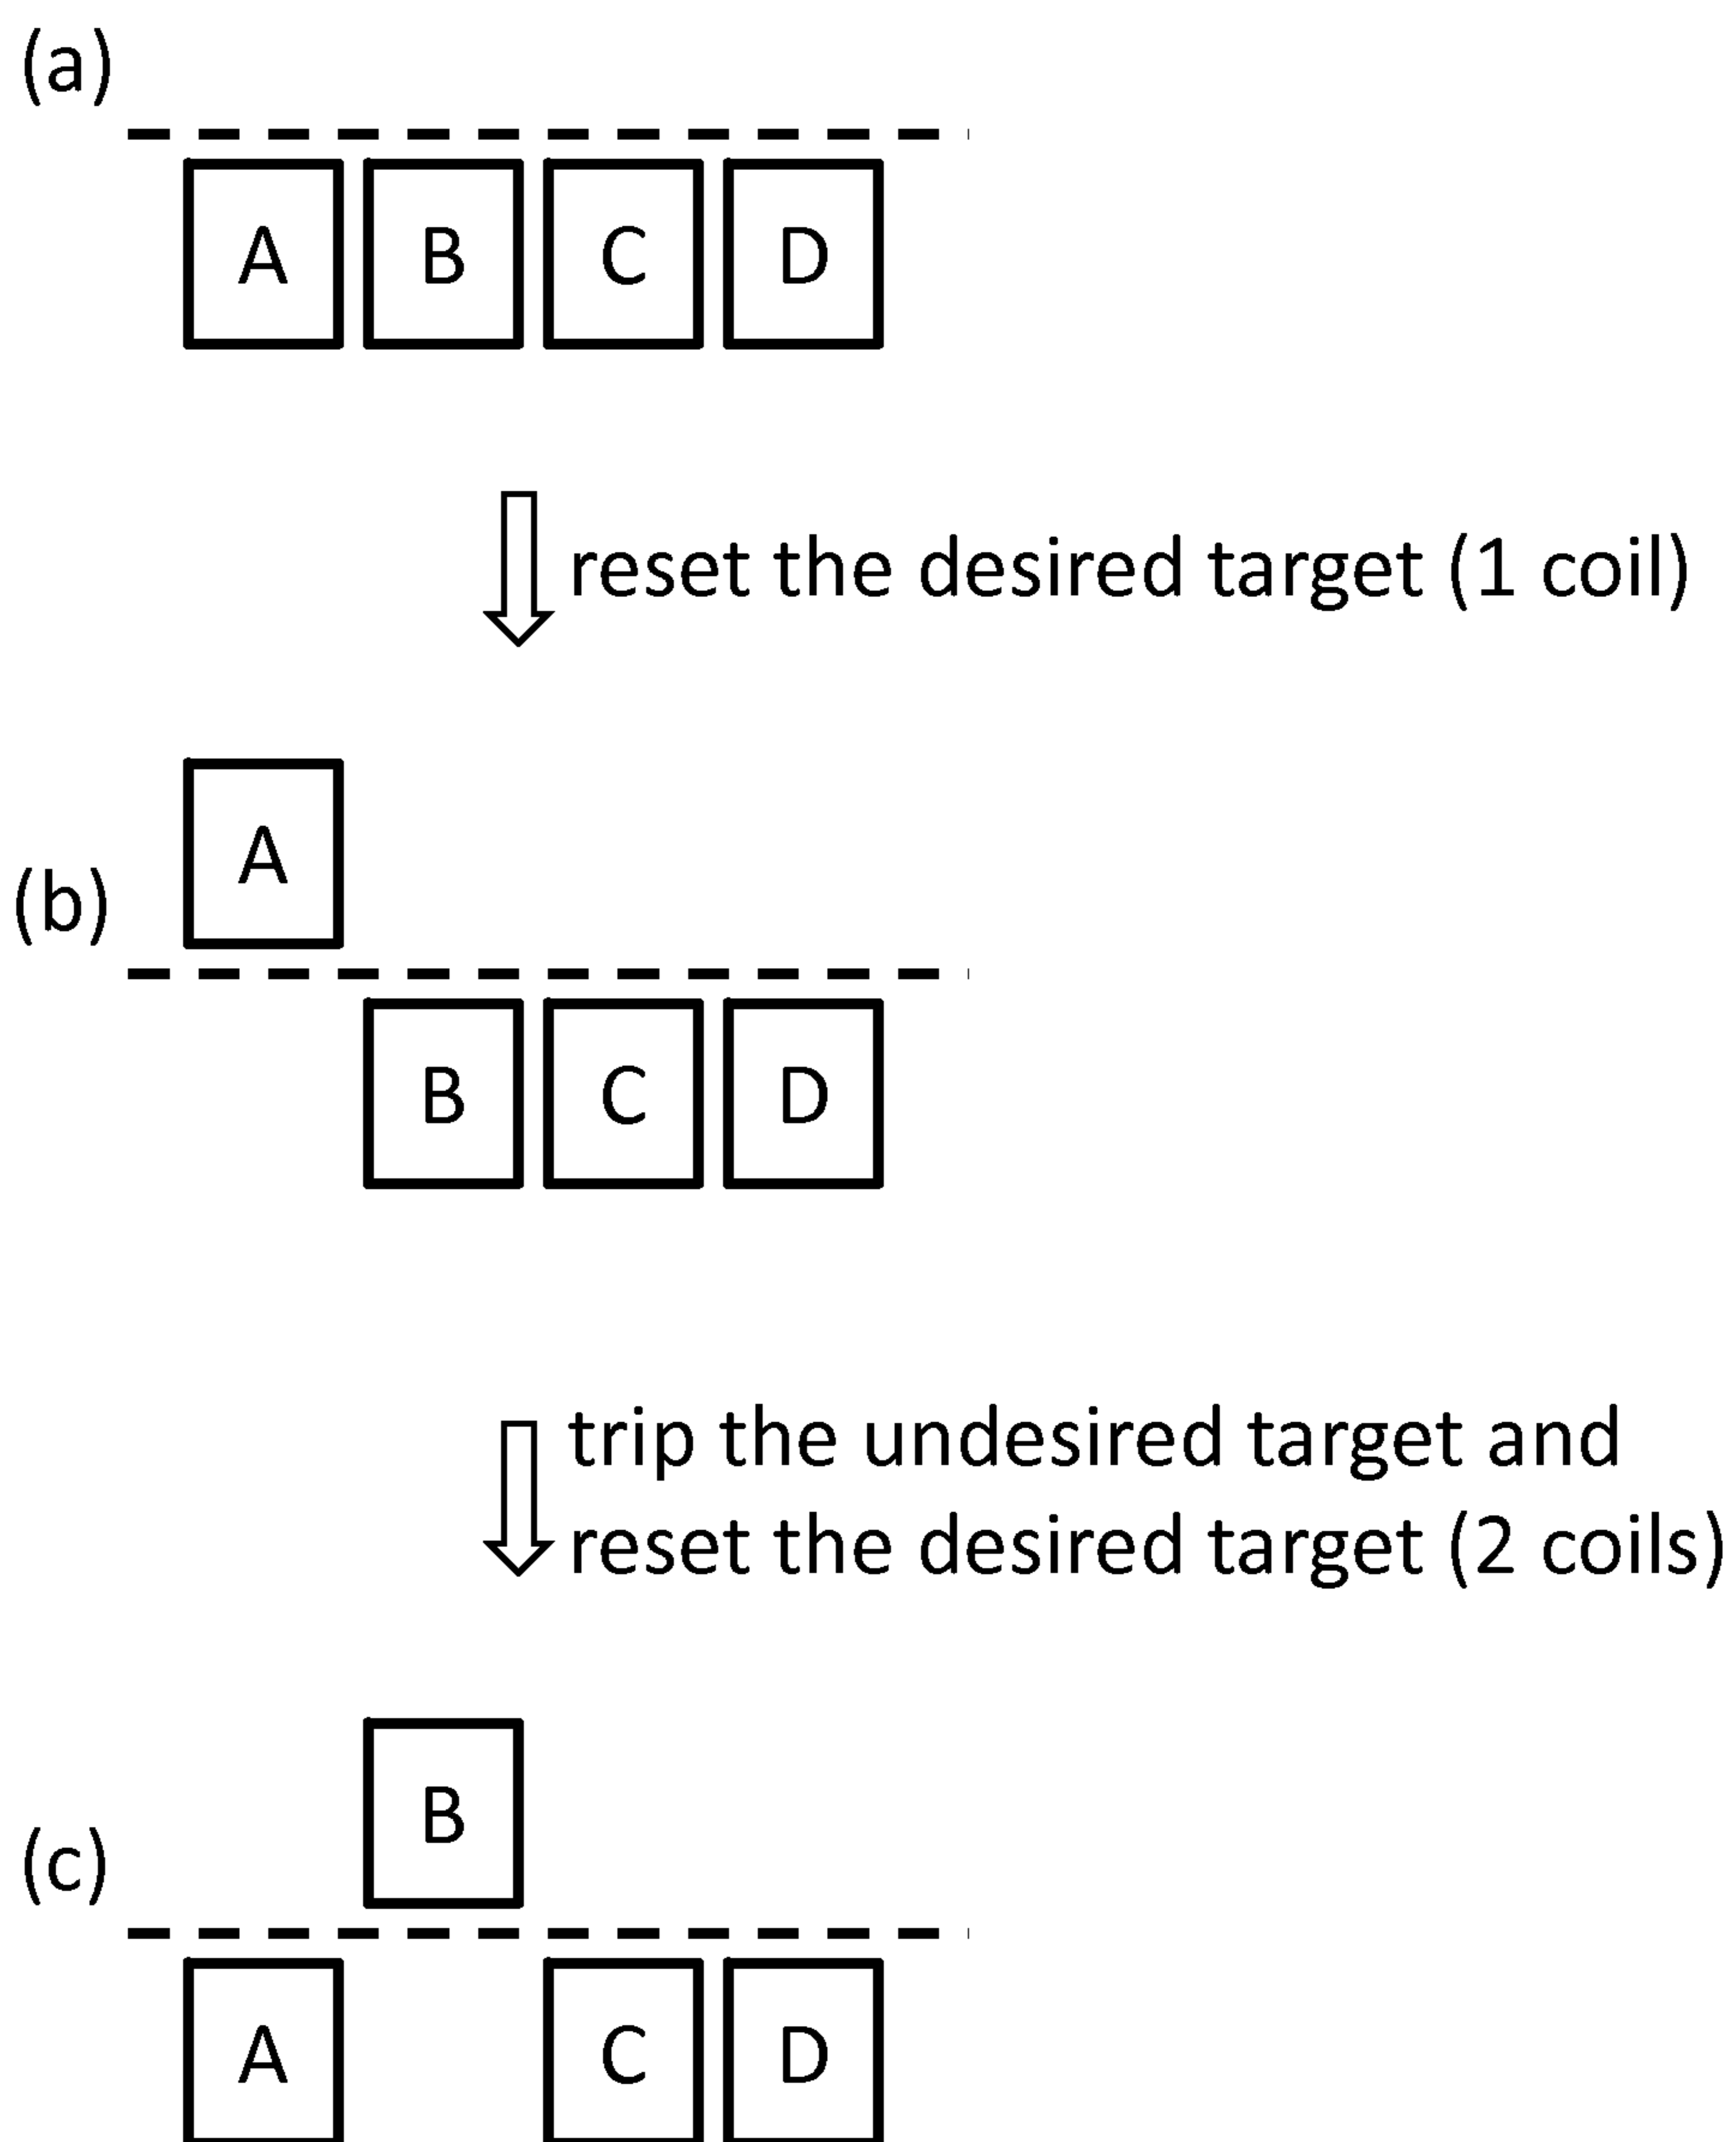 (a)
A B C D
reset the desired target (1 coil)
A
(b)
B C D
trip the undesired target and
reset the desired target (2 coils)
B
(c)
A C D